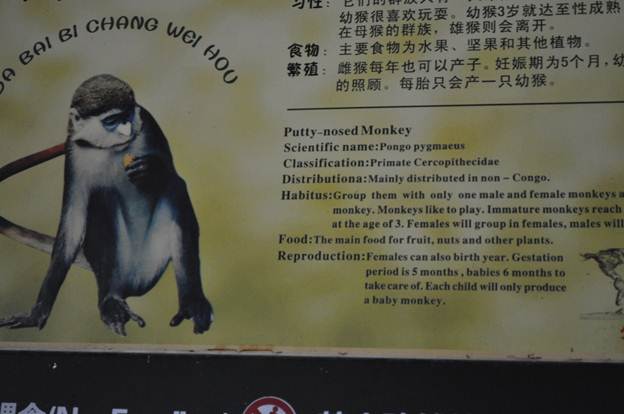 DA BAI BI CHANG WEI HOU
幼猴很喜欢玩耍。幼猴3岁就达至性成熟
在母猴的群族，雄猴则会离开。
食物：主要食物为水果、坚果和其他植物。
繁殖：雌猴每年也可以产子。妊娠期为5个月，幼
的照顾。每胎只会产一只幼猴。
Putty-nosed Monkey
Scientific name:Pongo pygmaeus
Classification:Primate Cercopithecidae
Distributiona:Mainly distributed in non - Congo.
Habitus:Group them with only one male and female monkeys a
monkey. Monkeys like to play. Immature monkeys reach
at the age of 3. Females will group in females, males will
Food:The main food for fruit, nuts and other plants.
Reproduction:Females can also birth year. Gestation
period is 5 months , babies 6 months to
take care of. Each child will only produce
a baby monkey.